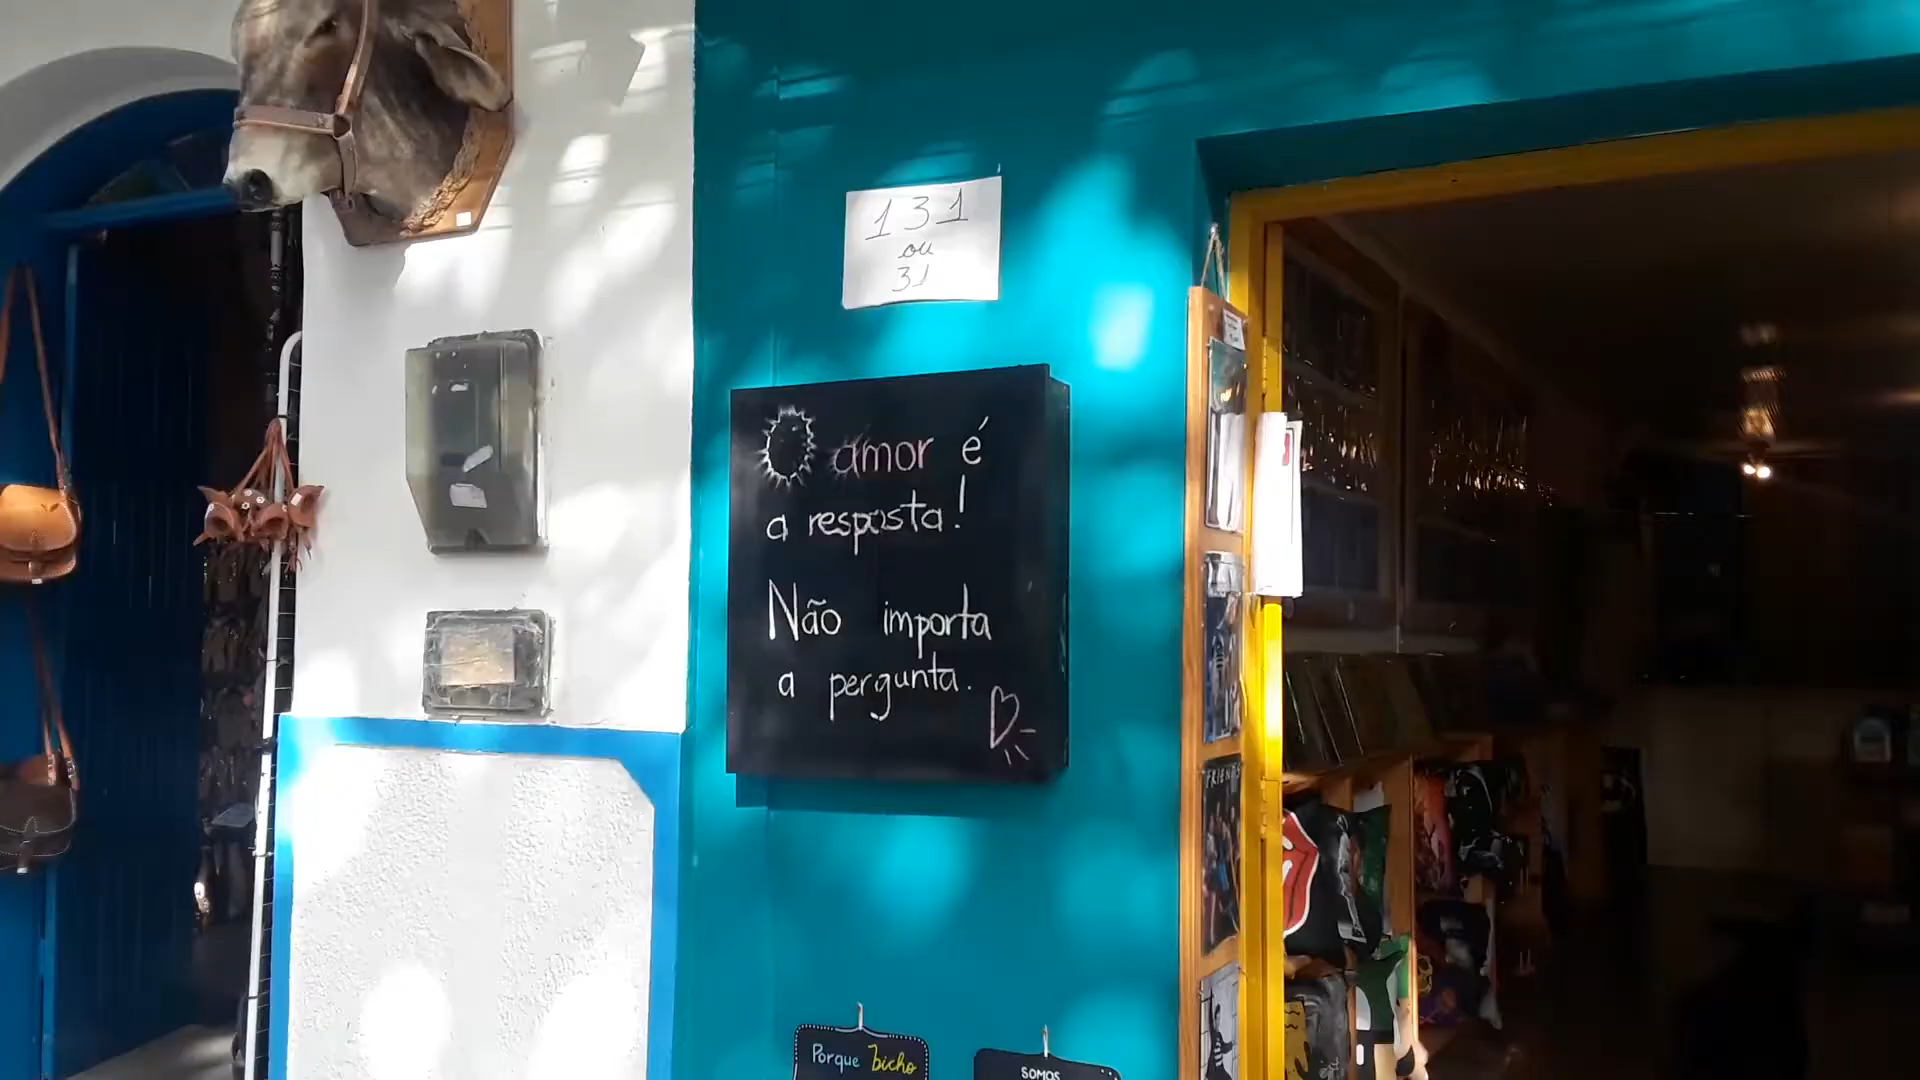 131
ou
31
O amor é
a resposta!
Não importa
a pergunta.
FRIENDS
Porque bicho
SOMOS